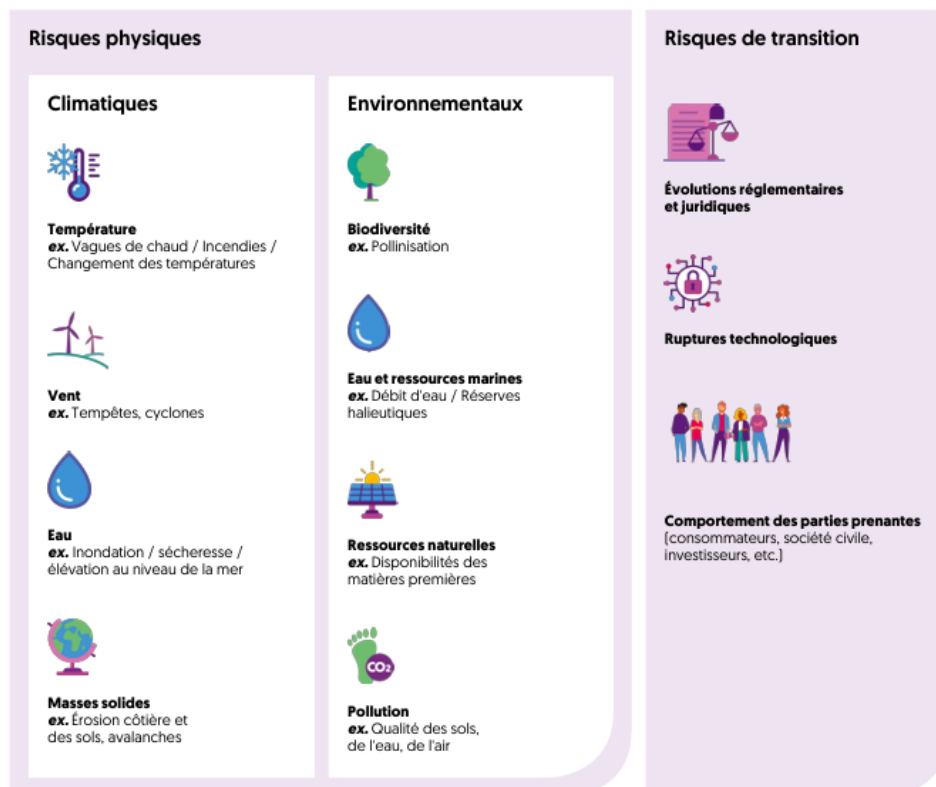 Risques physiques
Climatiques
Température
ex. Vagues de chaud / Incendies /
Changement des températures
Vent
ex. Tempêtes, cyclones
Eau
ex. Inondation / sécheresse /
élévation au niveau de la mer
Masses solides
ex. Érosion côtière et
des sols, avalanches
Environnementaux
Biodiversité
ex. Pollinisation
Eau et ressources marines
ex. Débit d'eau / Réserves
halieutiques
Ressources naturelles
ex. Disponibilités des
matières premières
CO₂
Pollution
ex. Qualité des sols,
de l'eau, de l'air
Risques de transition
Évolutions réglementaires
et juridiques
Ruptures technologiques
Comportement des parties prenantes
(consommateurs, société civile,
investisseurs, etc.)